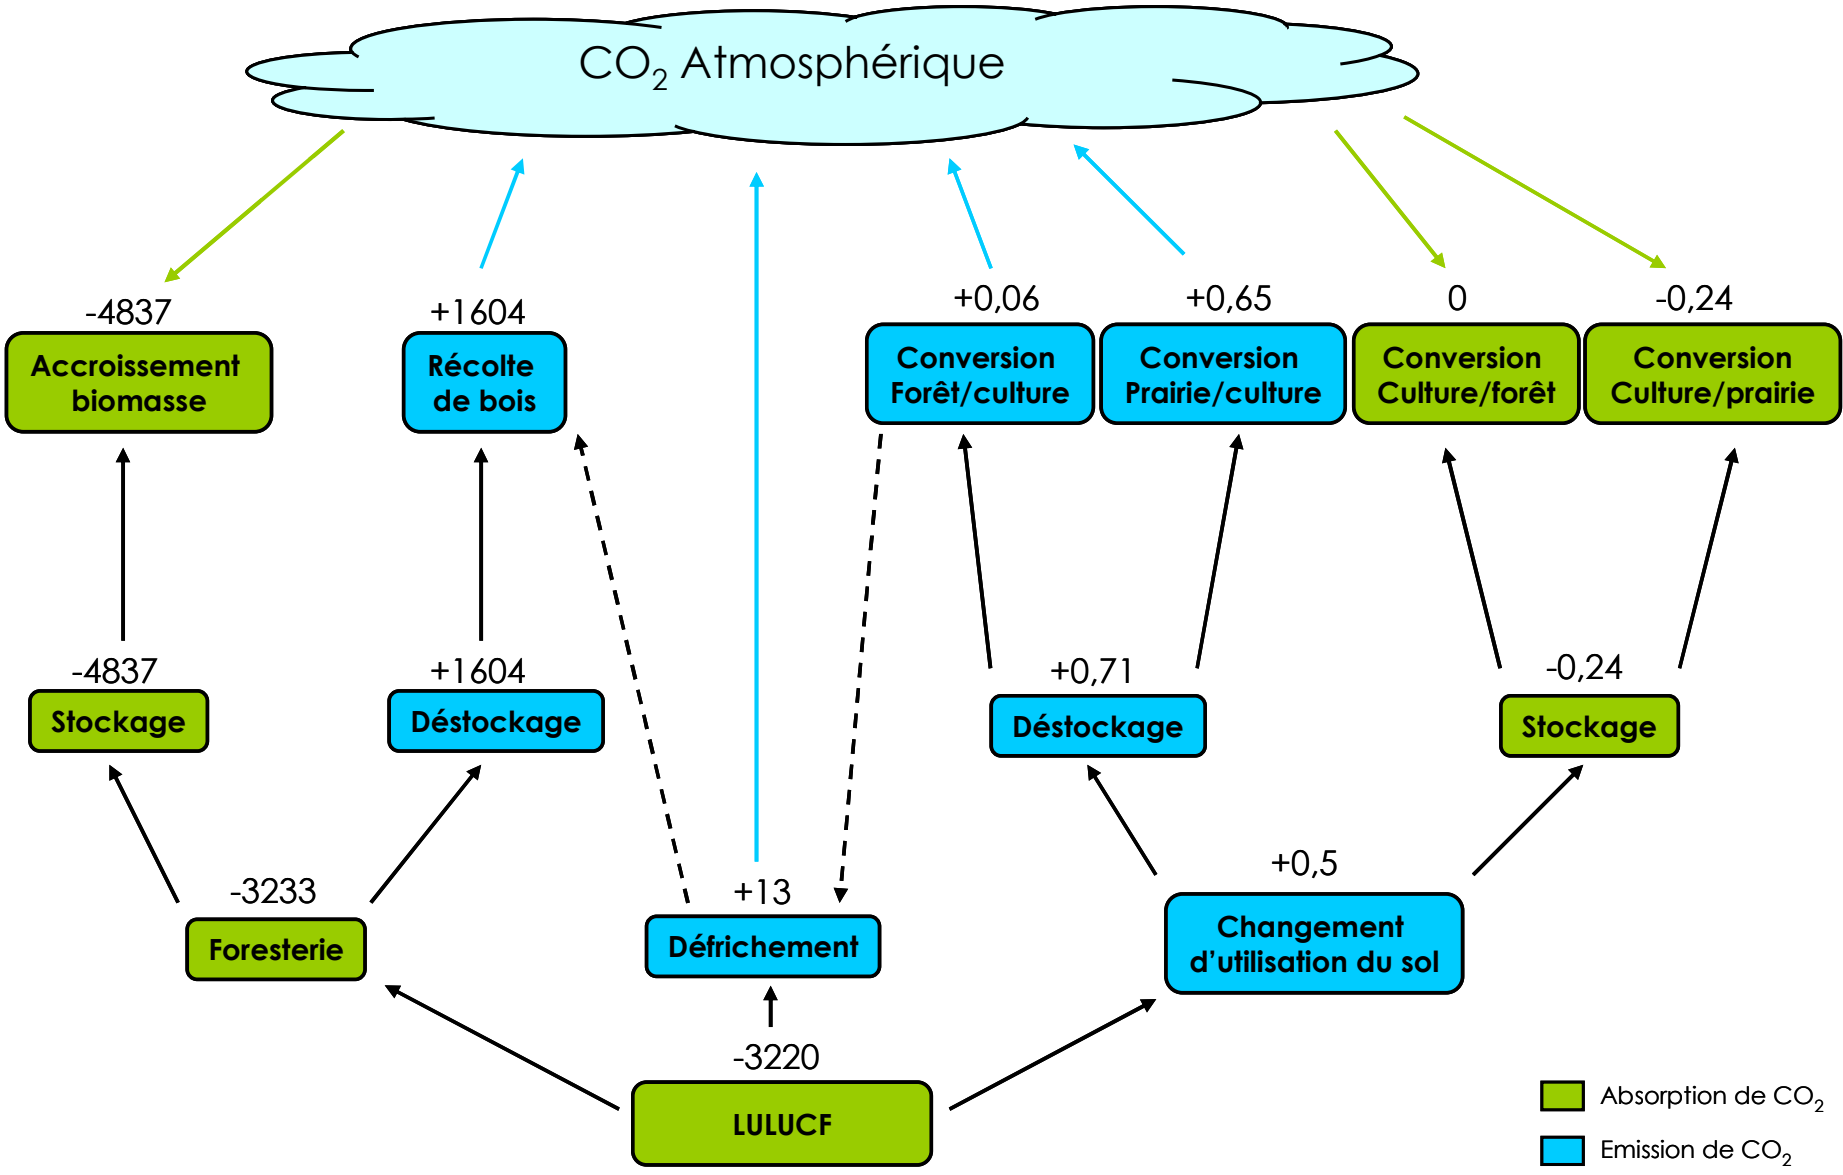 CO₂ Atmosphérique
-4837
+1604
+0,06
+0,65
0
-0,24
Accroissement
biomasse
Récolte
de bois
Conversion
Forêt/culture
Conversion
Prairie/culture
Conversion
Culture/forêt
Conversion
Culture/prairie
-4837
+1604
+0,71
-0,24
Stockage
Déstockage
Déstockage
Stockage
-3233
+13
+0,5
Foresterie
Défrichement
Changement
d'utilisation du sol
-3220
LULUCF
Absorption de CO₂
Emission de CO₂